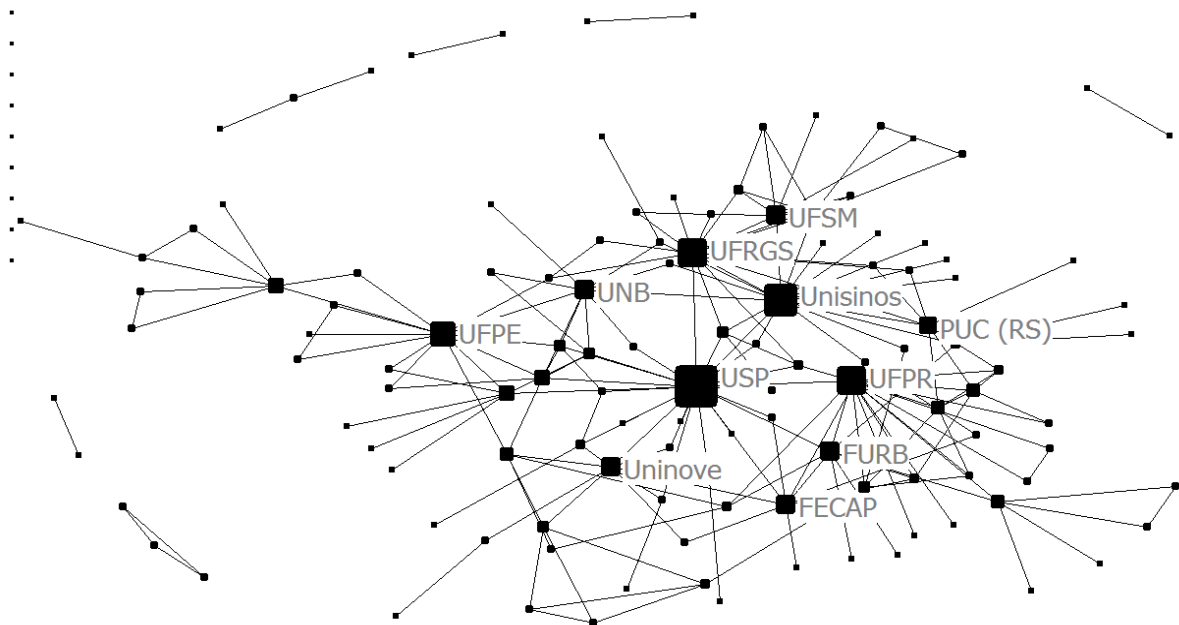 UFSM
UFRGS
UNB
Unisinos
UFPE
PUC (RS)
USP
UFPR
FURB
Uninove
FECAP